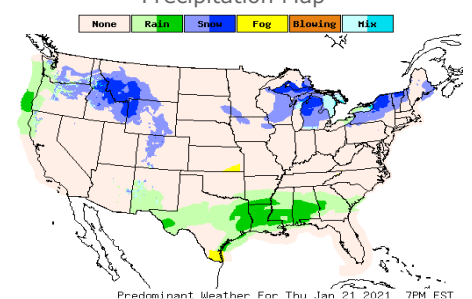 Precipitation Map
None Rain Snow Fog Blowing Mix
Predominant Weather For Thu Jan 21 2021 7PM EST